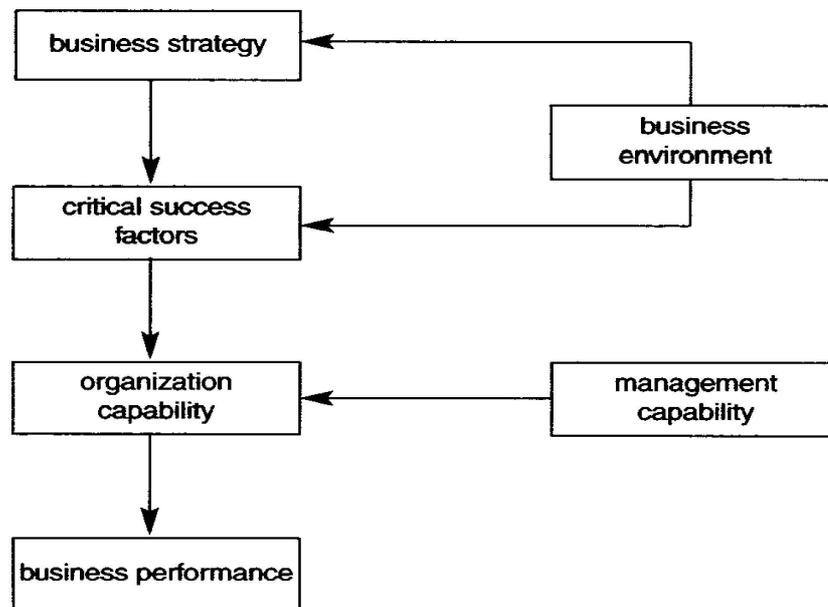 business strategy
business
environment
critical success
factors
organization
capability
management
capability
business performance